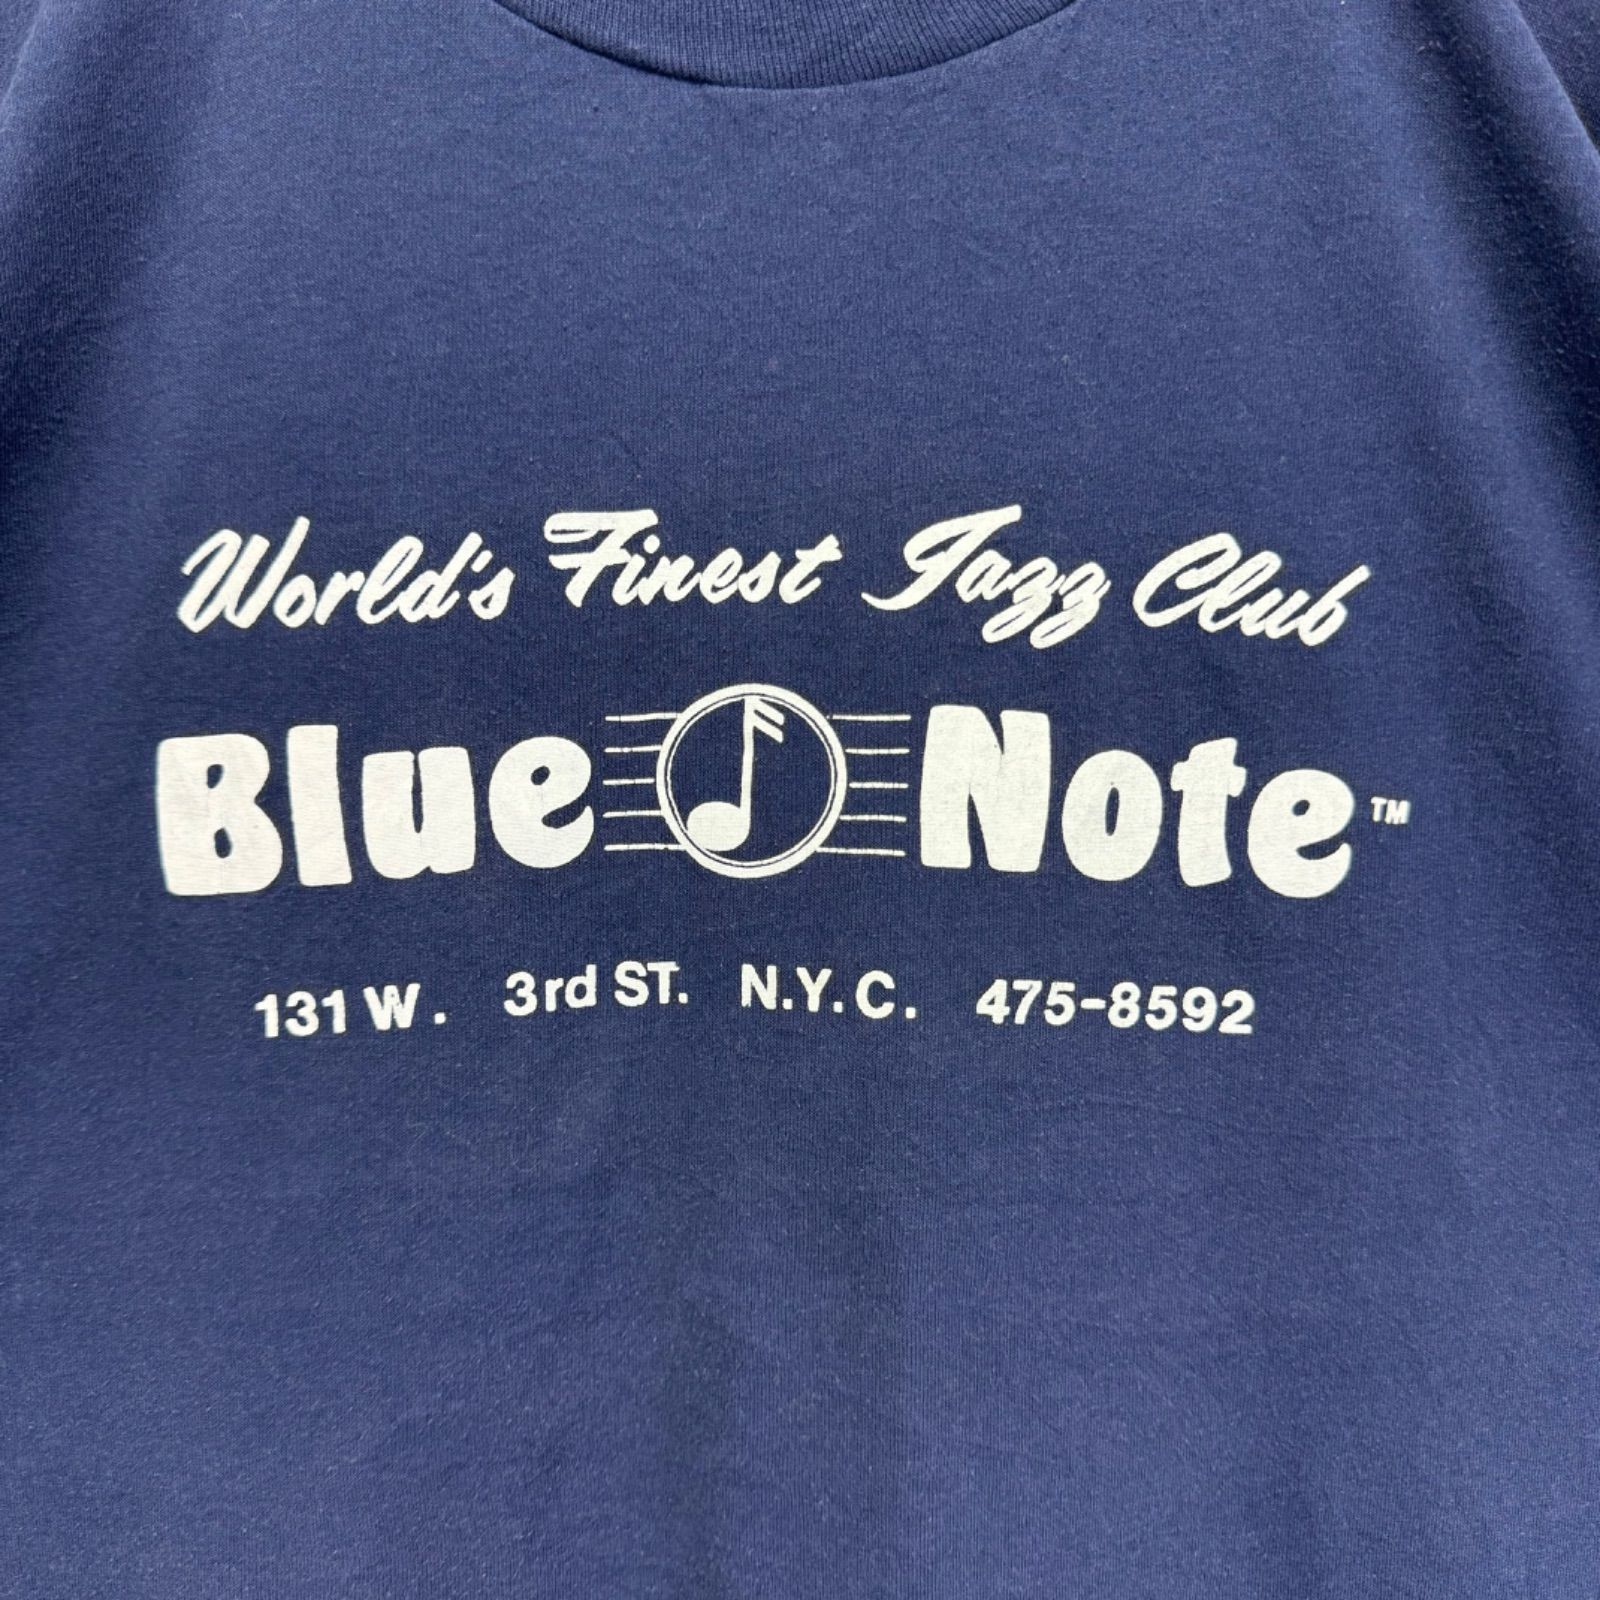 World's Finest Jazz Club
Blue Note™
131 W. 3rd ST. N.Y.C. 475-8592